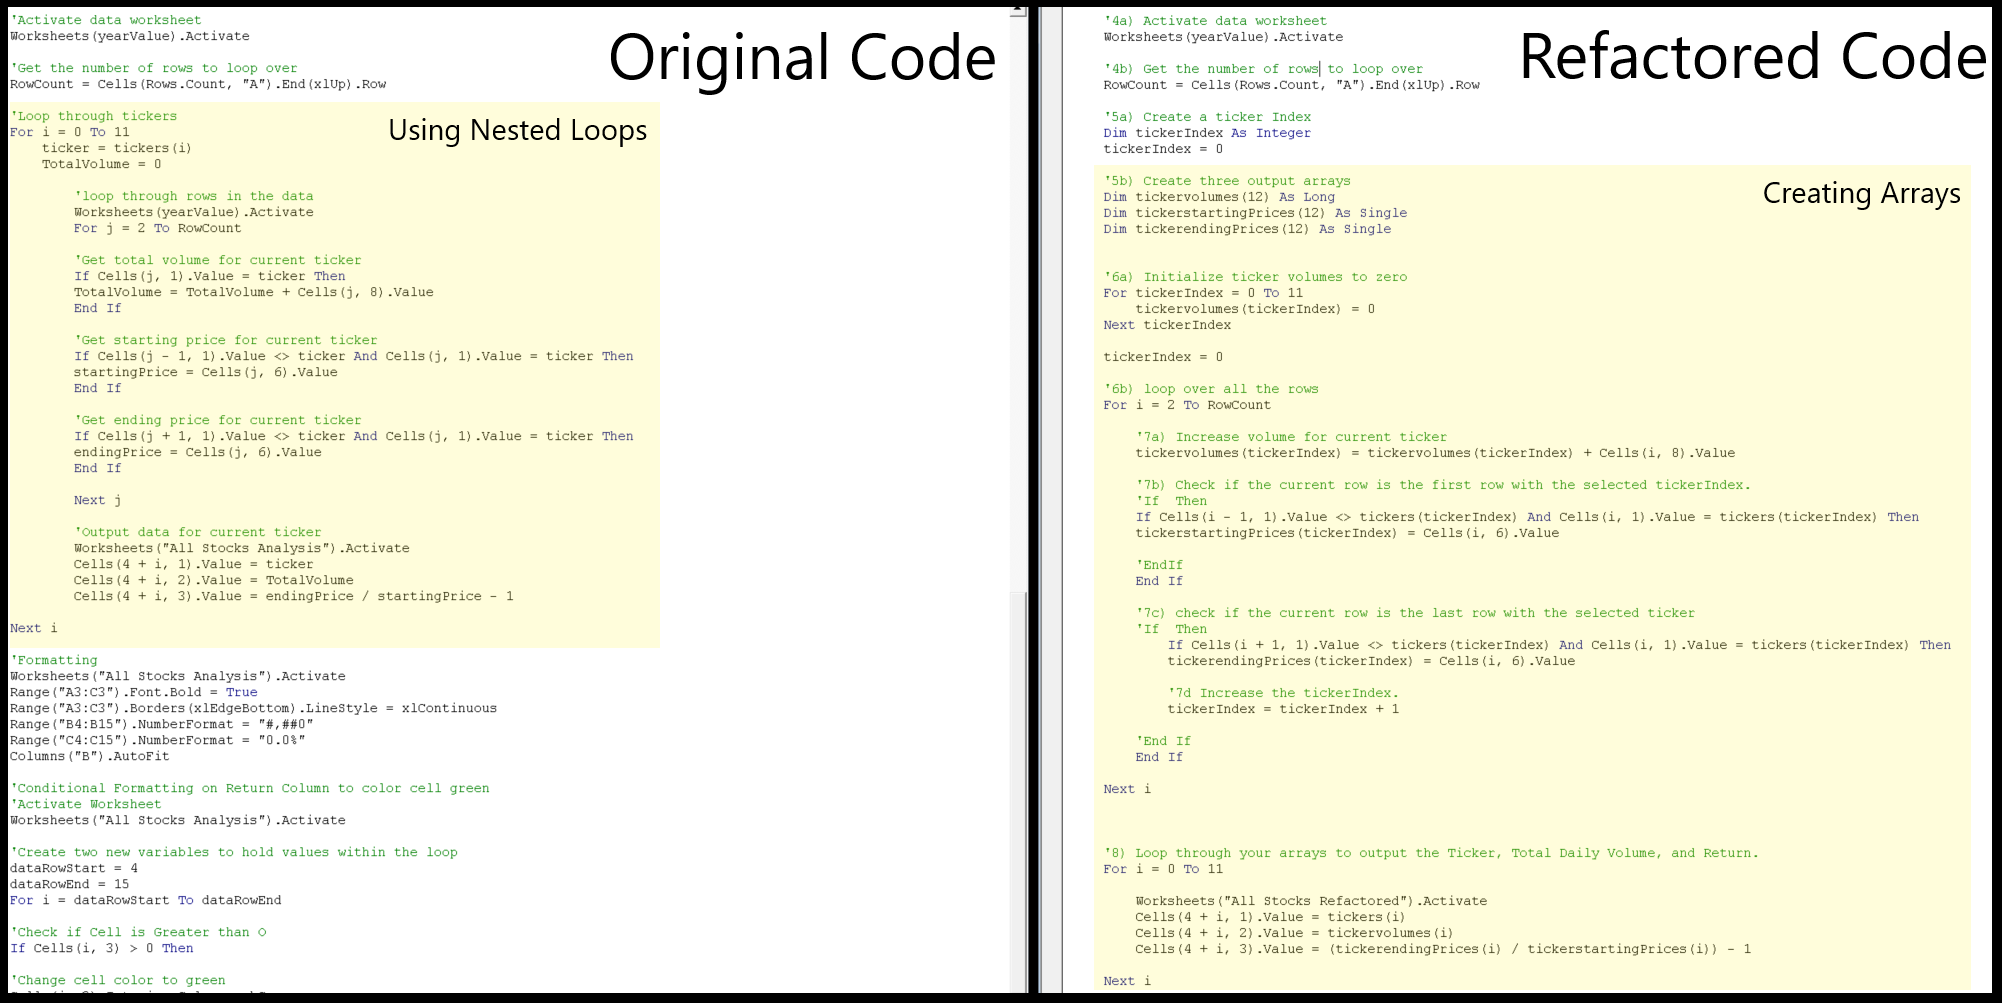 Original Code
'Activate data worksheet
Worksheets(yearValue).Activate
'Get the number of rows to loop over
RowCount = Cells(Rows.Count, "A").End(xlUp).Row
Using Nested Loops
'Loop through tickers
For i = 0 To 11
ticker = tickers(i)
TotalVolume = 0
'loop through rows in the data
Worksheets(yearValue).Activate
For j = 2 To RowCount
'Get total volume for current ticker
If Cells(j, 1).Value = ticker Then
TotalVolume = TotalVolume + Cells(j, 8).Value
End If
'Get starting price for current ticker
If Cells(j - 1, 1).Value <> ticker And Cells(j, 1).Value = ticker Then
startingPrice = Cells(j, 6).Value
End If
'Get ending price for current ticker
If Cells(j + 1, 1).Value <> ticker And Cells(j, 1).Value = ticker Then
endingPrice = Cells(j, 6).Value
End If
Next j
'Output data for current ticker
Worksheets("All Stocks Analysis").Activate
Cells(4 + i, 1).Value = ticker
Cells(4 + i, 2).Value = TotalVolume
Cells(4 + i, 3).Value = endingPrice / startingPrice - 1
Next i
'Formatting
Worksheets("All Stocks Analysis").Activate
Range("A3:C3").Font.Bold = True
Range("A3:C3").Borders(xlEdgeBottom).LineStyle = xlContinuous
Range("B4:B15").NumberFormat = "#,##0"
Range("C4:C15").NumberFormat = "0.0%"
Columns("B").AutoFit
'Conditional Formatting on Return Column to color cell green
'Activate Worksheet
Worksheets("All Stocks Analysis").Activate
'Create two new variables to hold values within the loop
dataRowStart = 4
dataRowEnd = 15
For i = dataRowStart To dataRowEnd
'Check if Cell is Greater than O
If Cells(i, 3) > 0 Then
'Change cell color to green
Refactored Code
'4a) Activate data worksheet
Worksheets(yearValue).Activate
'4b) Get the number of rows to loop over
RowCount = Cells(Rows.Count, "A").End(xlUp).Row
'5a) Create a ticker Index
Dim tickerIndex As Integer
tickerIndex = 0
Creating Arrays
'5b) Create three output arrays
Dim tickervolumes(12) As Long
Dim tickerstartingPrices(12) As Single
Dim tickerendingPrices(12) As Single
'6a) Initialize ticker volumes to zero
For tickerIndex = 0 To 11
tickervolumes(tickerIndex) = 0
Next tickerIndex
tickerIndex = 0
'6b) loop over all the rows
For i = 2 To RowCount
'7a) Increase volume for current ticker
tickervolumes(tickerIndex) = tickervolumes(tickerIndex) + Cells(i, 8).Value
'7b) Check if the current row is the first row with the selected tickerIndex.
'If  Then
If Cells(i - 1, 1).Value <> tickers(tickerIndex) And Cells(i, 1).Value = tickers(tickerIndex) Then
tickerstartingPrices(tickerIndex) = Cells(i, 6).Value
'EndIf
End If
'7c) check if the current row is the last row with the selected ticker
'If  Then
If Cells(i + 1, 1).Value <> tickers(tickerIndex) And Cells(i, 1).Value = tickers(tickerIndex) Then
tickerendingPrices(tickerIndex) = Cells(i, 6).Value
'7d Increase the tickerIndex.
tickerIndex = tickerIndex + 1
'End If
End If
Next i
'8) Loop through your arrays to output the Ticker, Total Daily Volume, and Return.
For i = 0 To 11
Worksheets("All Stocks Refactored").Activate
Cells(4 + i, 1).Value = tickers(i)
Cells(4 + i, 2).Value = tickervolumes(i)
Cells(4 + i, 3).Value = (tickerendingPrices(i) / tickerstartingPrices(i)) - 1
Next i